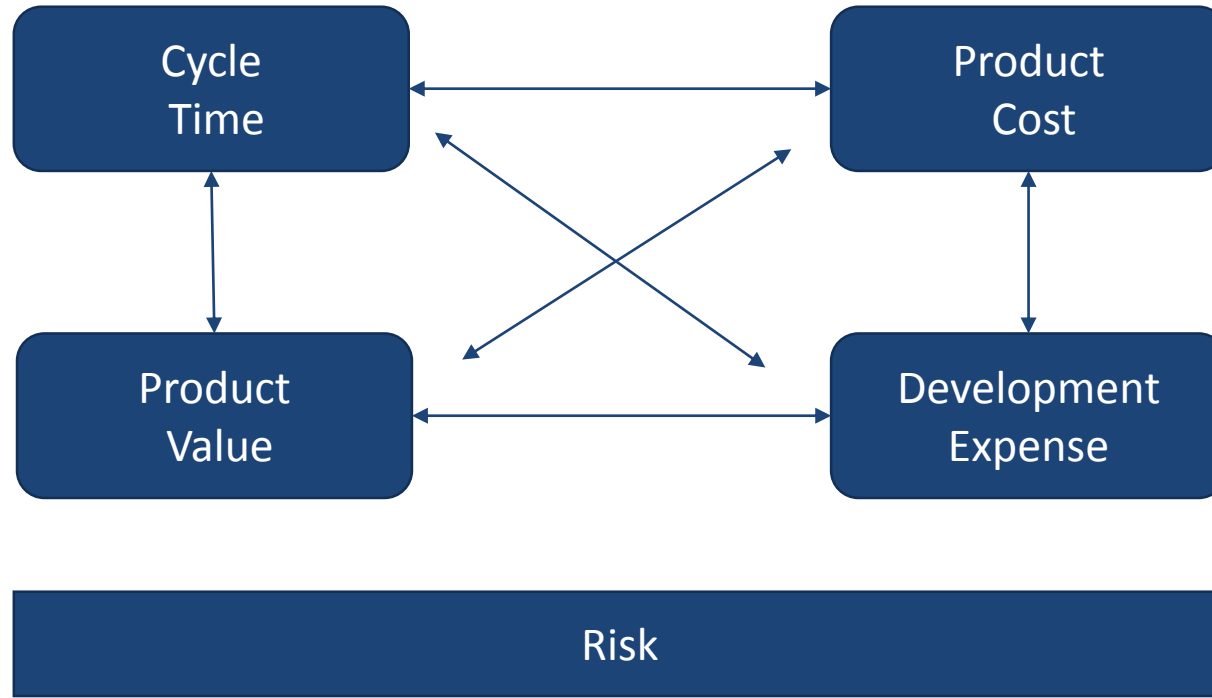 Cycle
Time
Product
Cost
Product
Value
Development
Expense
Risk